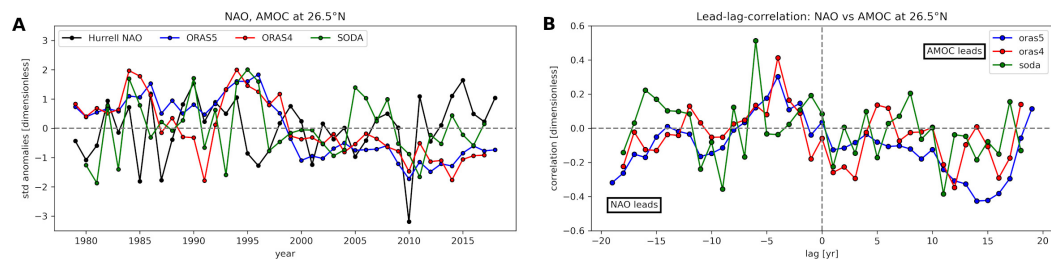 A
NAO, AMOC at 26.5°N
Hurrell NAO ORAS5 ORAS4 SODA
std anomalies [dimensionless]
3
2
1
0
−1
−2
−3
1980 1985 1990 1995 2000 2005 2010 2015
year
B
Lead-lag-correlation: NAO vs AMOC at 26.5°N
AMOC leads
oras5
oras4
soda
NAO leads
correlation [dimensionless]
0.6
0.4
0.2
0.0
−0.2
−0.4
−0.6
−20 −15 −10 −5 0 5 10 15 20
lag [yr]